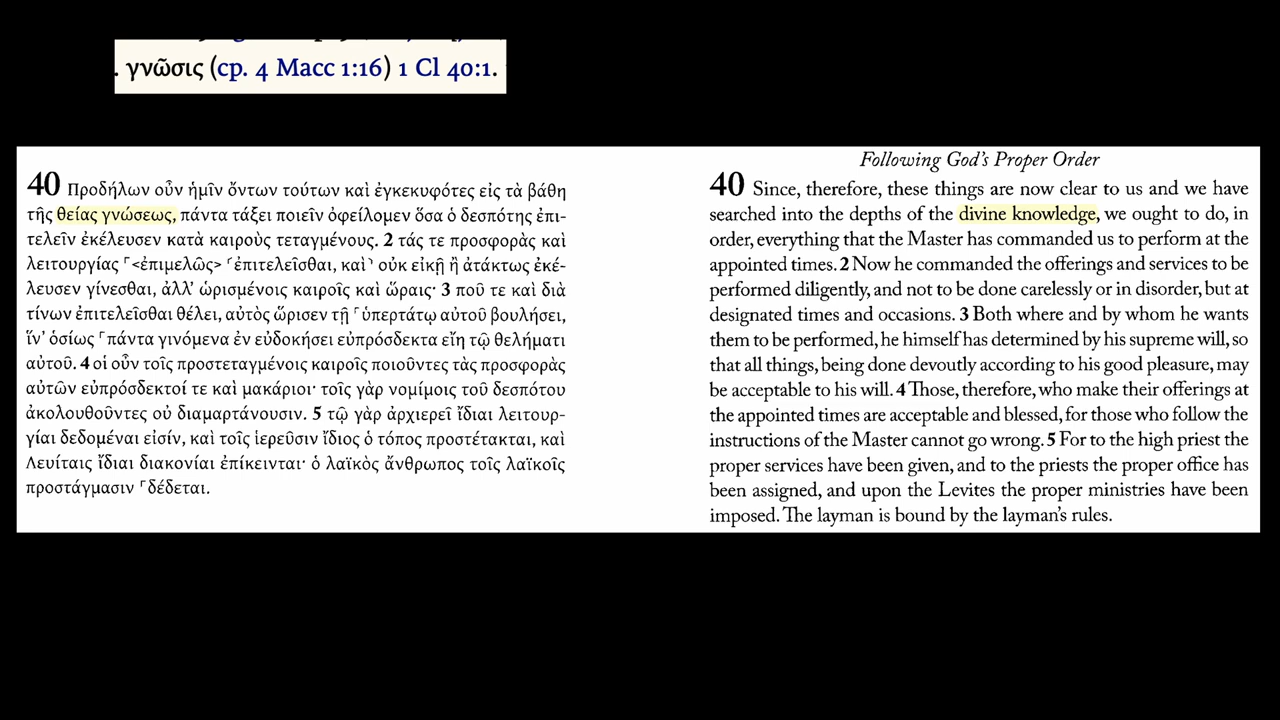 . γνῶσις (cp. 4 Macc 1:16) 1 Cl 40:1.
40 Προδήλων οὖν ἡμῖν ὄντων τούτων καὶ ἐγκεκυφότες εἰς τὰ βάθη
τῆς θείας γνώσεως, πάντα τάξει ποιεῖν ὀφείλομεν ὅσα ὁ δεσπότης ἐπι-
τελεῖν ἐκέλευσεν κατὰ καιροὺς τεταγμένους. 2 τάς τε προσφορὰς καὶ
λειτουργίας ⸢<ἐπιμελῶς> ⸢ἐπιτελεῖσθαι, καὶ⸣ οὐκ εἰκῇ ἢ ἀτάκτως ἐκέ-
λευσεν γίνεσθαι, ἀλλ’ ὡρισμένοις καιροῖς καὶ ὥραις· 3 ποῦ τε καὶ διὰ
τίνων ἐπιτελεῖσθαι θέλει, αὐτὸς ὥρισεν τῇ ⸢ὑπερτάτῳ αὐτοῦ βουλήσει,
ἵν’ ὁσίως ⸢πάντα γινόμενα ἐν εὐδοκήσει εὐπρόσδεκτα εἴη τῷ θελήματι
αὐτοῦ. 4 οἱ οὖν τοῖς προστεταγμένοις καιροῖς ποιοῦντες τὰς προσφορὰς
αὐτῶν εὐπρόσδεκτοί τε καὶ μακάριοι· τοῖς γὰρ νομίμοις τοῦ δεσπότου
ἀκολουθοῦντες οὐ διαμαρτάνουσιν. 5 τῷ γὰρ ἀρχιερεῖ ἴδιαι λειτουρ-
γίαι δεδομέναι εἰσίν, καὶ τοῖς ἱερεῦσιν ἴδιος ὁ τόπος προστέτακται, καὶ
Λευΐταις ἴδιαι διακονίαι ἐπίκεινται· ὁ λαϊκὸς ἄνθρωπος τοῖς λαϊκοῖς
προστάγμασιν ⸢δέδεται.
Following God’s Proper Order
40 Since, therefore, these things are now clear to us and we have
searched into the depths of the divine knowledge, we ought to do, in
order, everything that the Master has commanded us to perform at the
appointed times. 2 Now he commanded the offerings and services to be
performed diligently, and not to be done carelessly or in disorder, but at
designated times and occasions. 3 Both where and by whom he wants
them to be performed, he himself has determined by his supreme will, so
that all things, being done devoutly according to his good pleasure, may
be acceptable to his will. 4 Those, therefore, who make their offerings at
the appointed times are acceptable and blessed, for those who follow the
instructions of the Master cannot go wrong. 5 For to the high priest the
proper services have been given, and to the priests the proper office has
been assigned, and upon the Levites the proper ministries have been
imposed. The layman is bound by the layman’s rules.